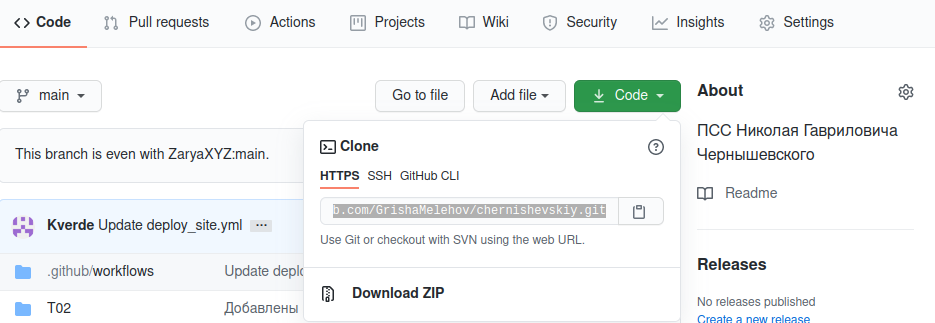 Code Pull requests Actions Projects Wiki Security Insights Settings
main Go to file Add file Code
This branch is even with ZaryaXYZ:main.
Clone
HTTPS SSH GitHub CLI
b.com/GrishaMelehov/chernishevskiy.git
Use Git or checkout with SVN using the web URL.
Download ZIP
Kverde Update deploy_site.yml ...
.github/workflows Update deplo
T02 Добавлены
About
ПСС Николая Гавриловича
Чернышевского
Readme
Releases
No releases published
Create a new release